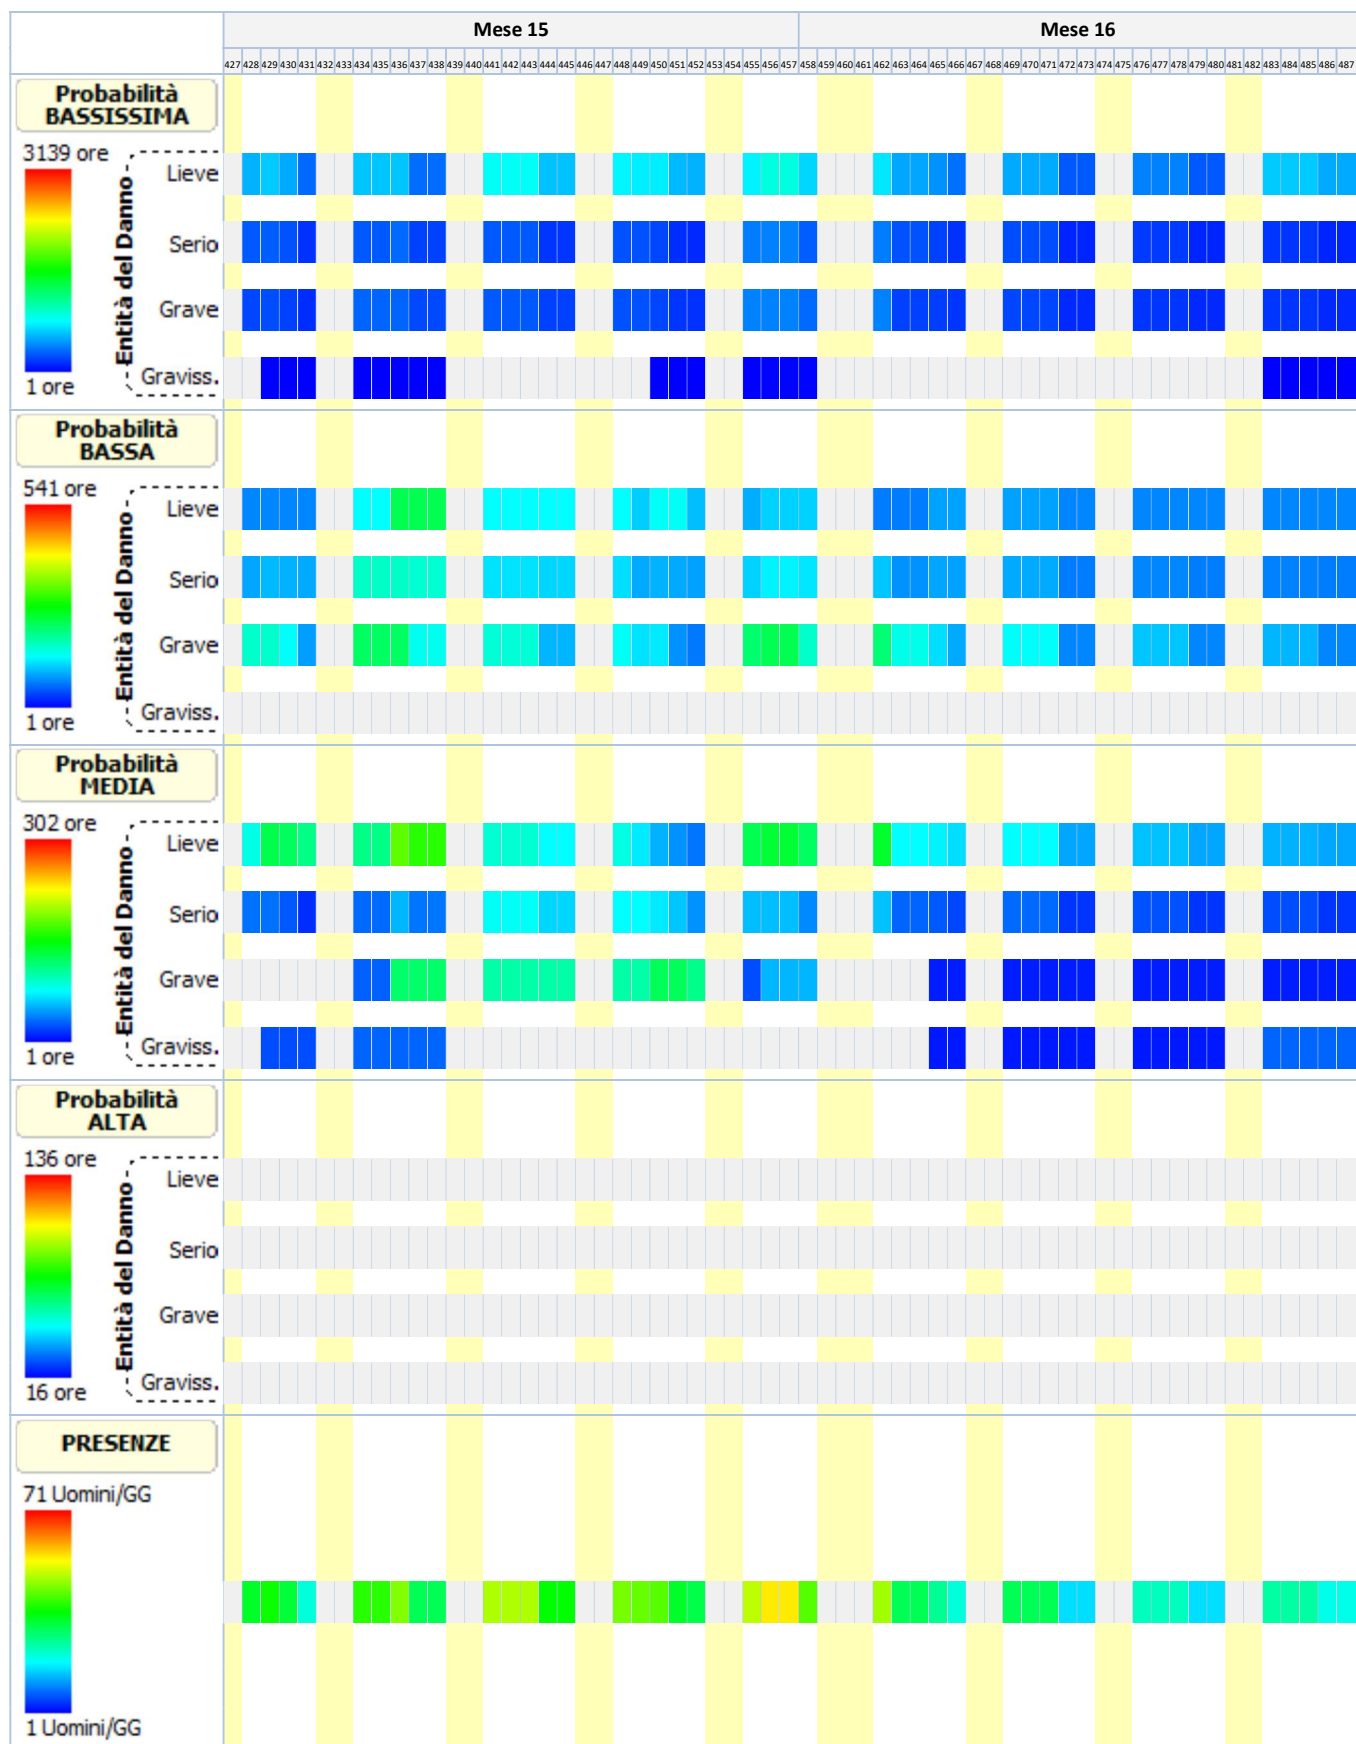 Mese 15 Mese 16
427 428 429 430 431 432 433 434 435 436 437 438 439 440 441 442 443 444 445 446 447 448 449 450 451 452 453 454 455 456 457 458 459 460 461 462 463 464 465 466 467 468 469 470 471 472 473 474 475 476 477 478 479 480 481 482 483 484 485 486 487
Probabilità
BASSISSIMA
3139 ore
1 ore
Entità del Danno
Lieve
Serio
Grave
Graviss.
Probabilità
BASSA
541 ore
1 ore
Entità del Danno
Lieve
Serio
Grave
Graviss.
Probabilità
MEDIA
302 ore
1 ore
Entità del Danno
Lieve
Serio
Grave
Graviss.
Probabilità
ALTA
136 ore
16 ore
Entità del Danno
Lieve
Serio
Grave
Graviss.
PRESENZE
71 Uomini/GG
1 Uomini/GG